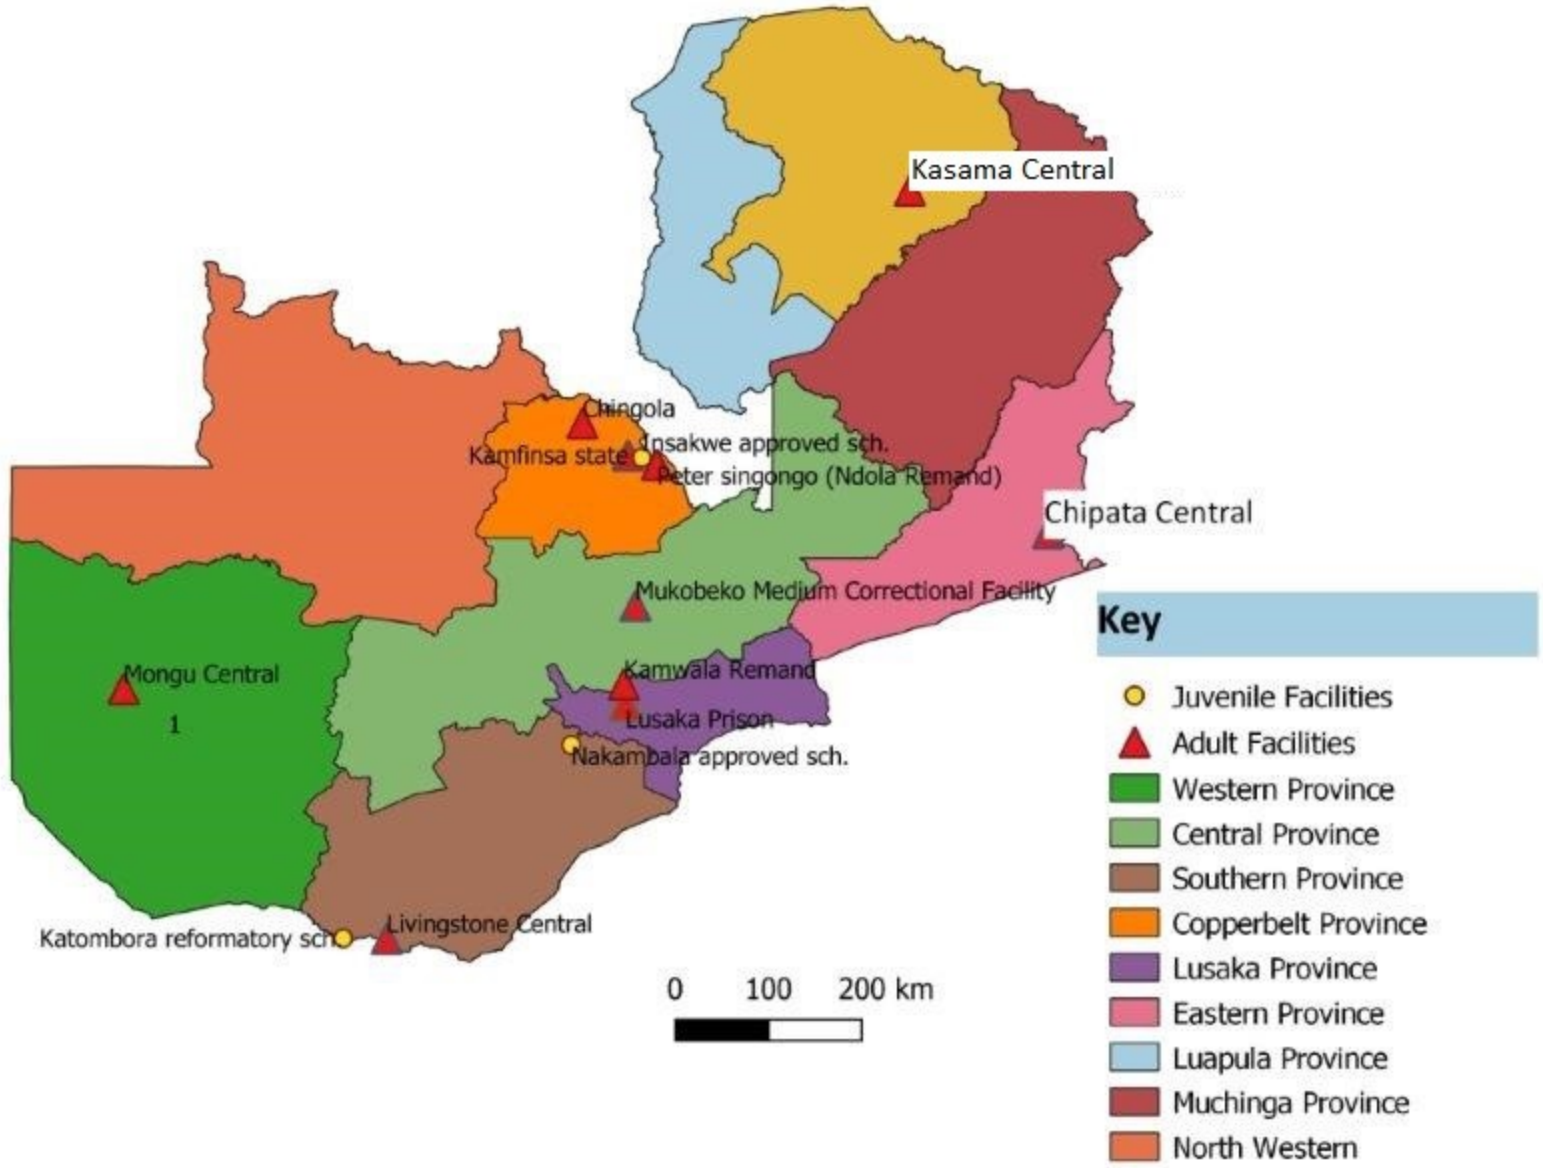 Kasama Central
Chingola
Insakwe approved sch.
Kamfinsa state
Peter singongo (Ndola Remand)
Chipata Central
Mukobeko Medium Correctional Facility
Mongu Central
1
Kamwala Remand
Lusaka Prison
Nakambala approved sch.
Livingstone Central
Katombora reformatory sch.
0 100 200 km
Key
Juvenile Facilities
Adult Facilities
Western Province
Central Province
Southern Province
Copperbelt Province
Lusaka Province
Eastern Province
Luapula Province
Muchinga Province
North Western